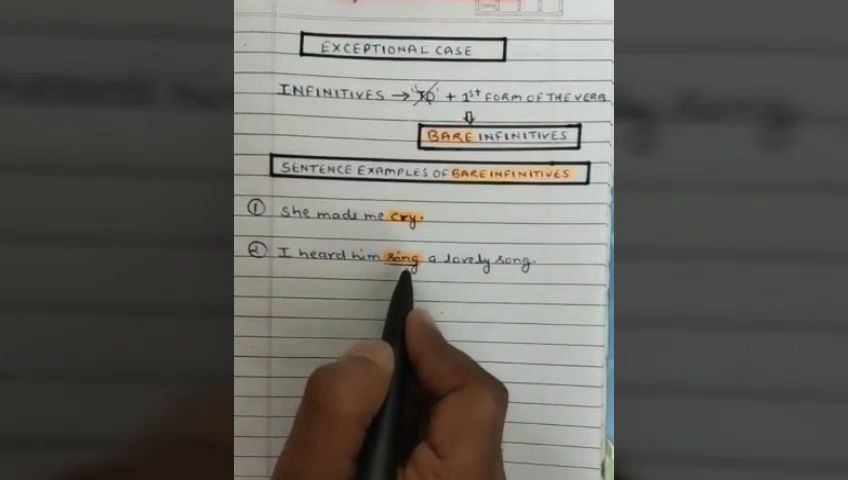 EXCEPTIONAL CASE
INFINITIVES → "TO" + 1st FORM OF THE VERB
BARE INFINITIVES
SENTENCE EXAMPLES OF BARE INFINITIVES
① She made me cry.
② I heard him sing a lovely song.